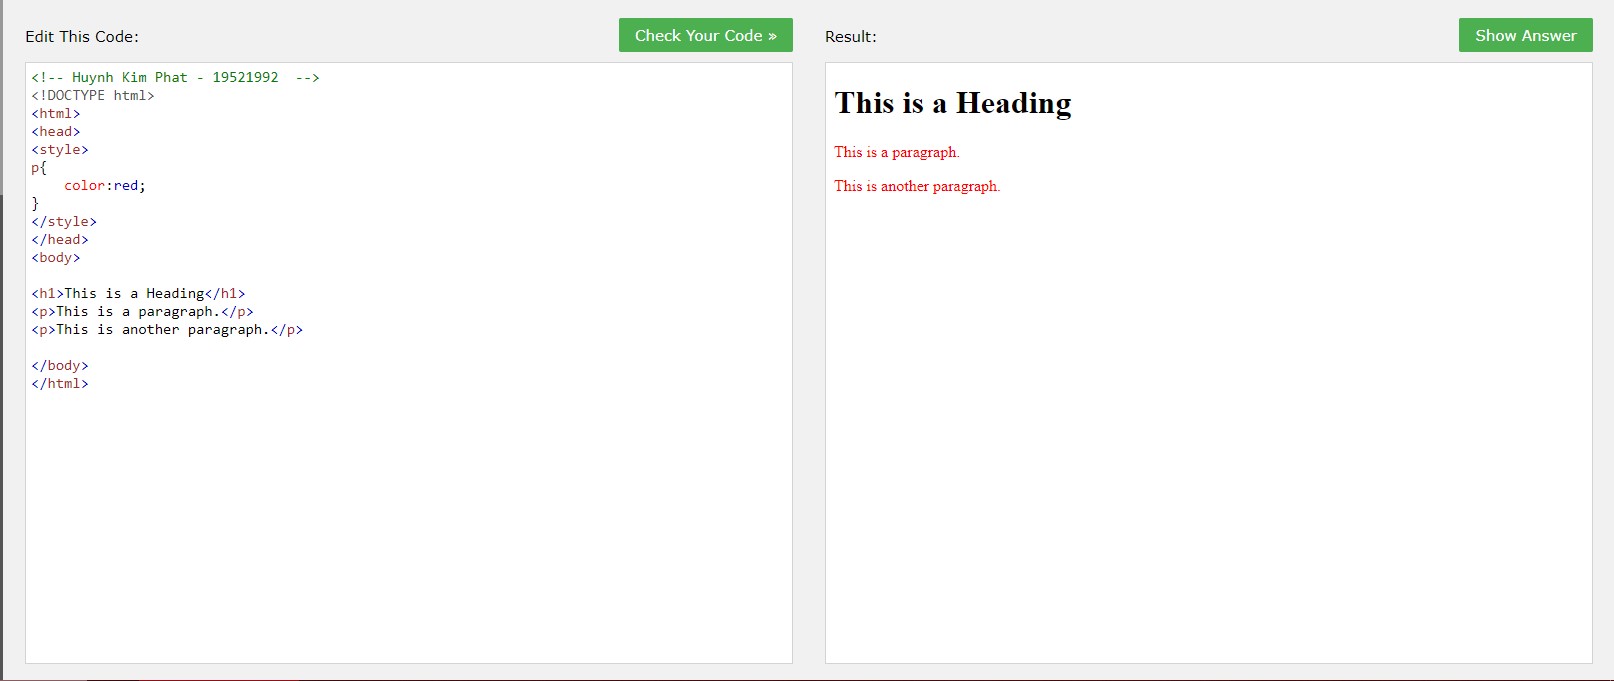 Edit This Code:
Check Your Code »
<!-- Huynh Kim Phat - 19521992  -->
<!DOCTYPE html>
<html>
<head>
<style>
p{
    color:red;
}
</style>
</head>
<body>

<h1>This is a Heading</h1>
<p>This is a paragraph.</p>
<p>This is another paragraph.</p>

</body>
</html>
Result:
Show Answer
This is a Heading
This is a paragraph.
This is another paragraph.